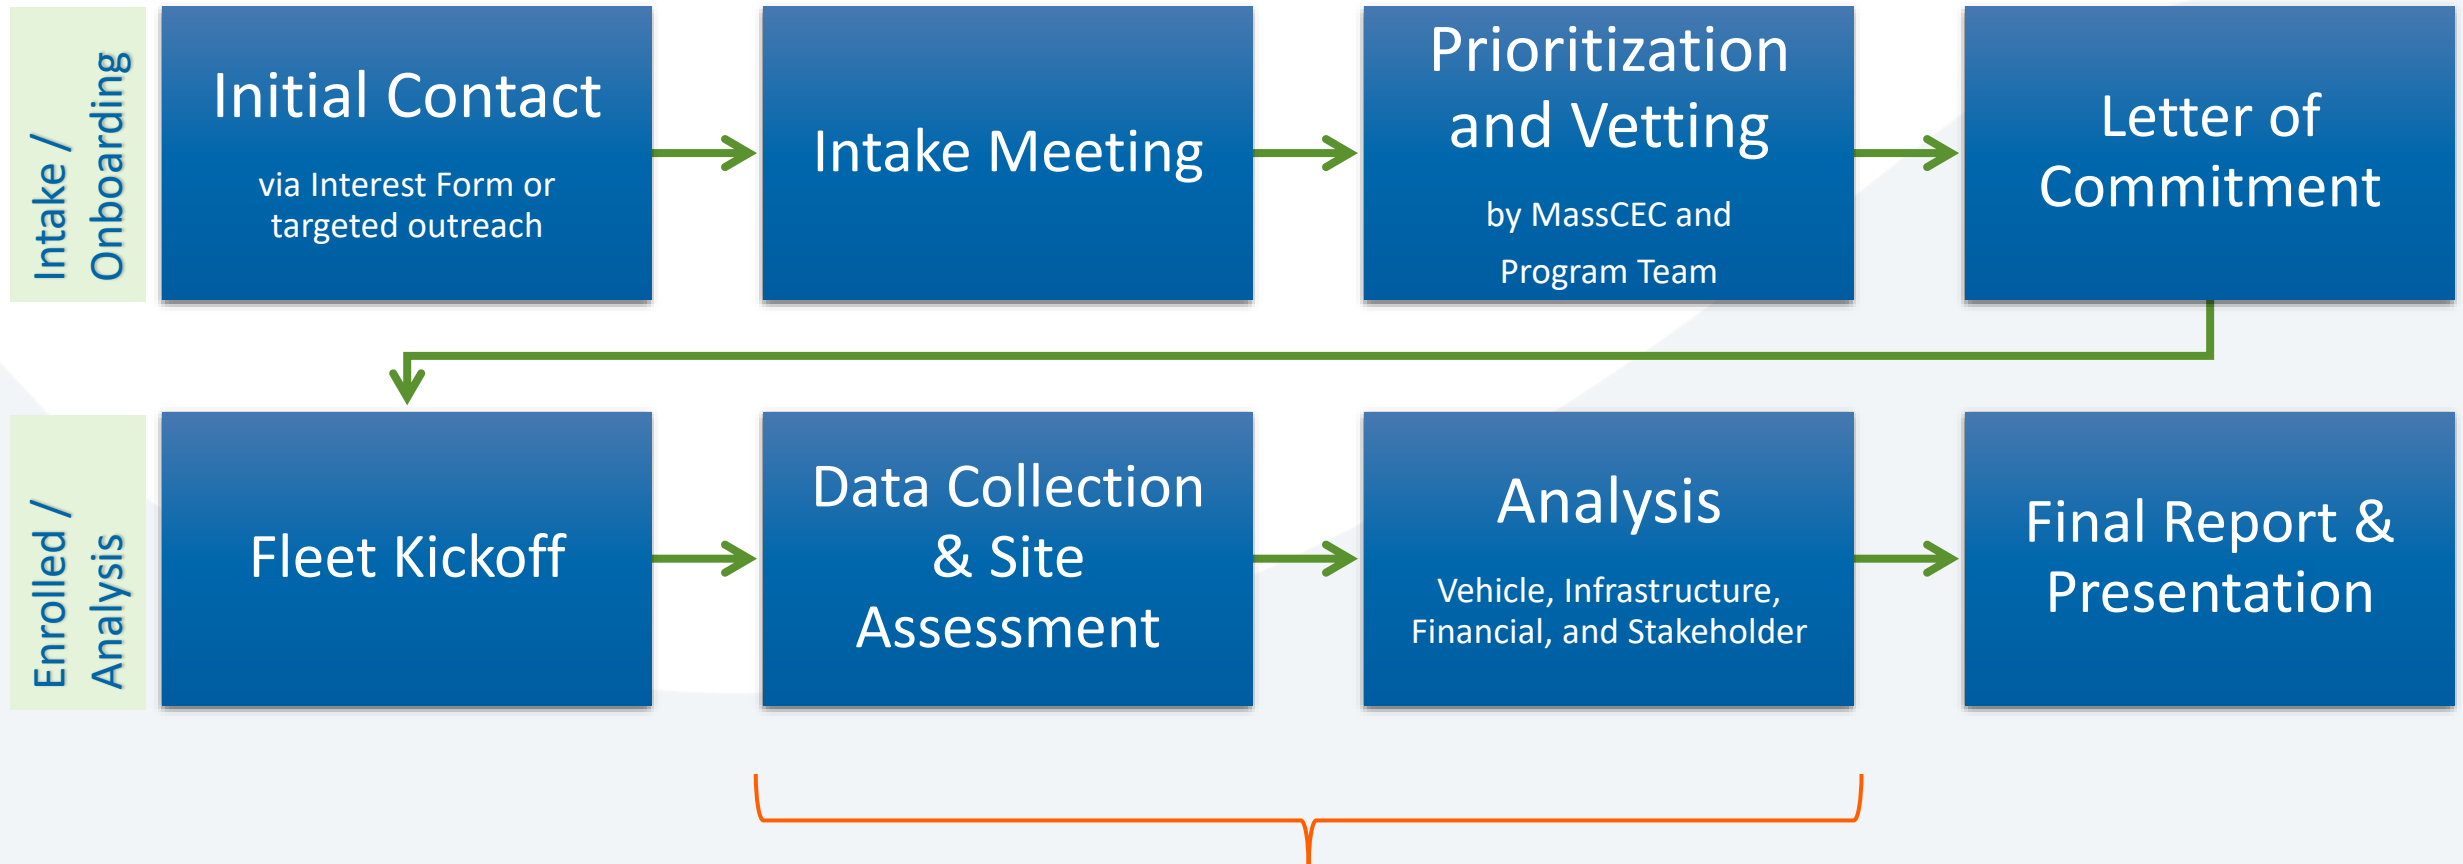 Intake /
Onboarding
Initial Contact
via Interest Form or
targeted outreach
Intake Meeting
Prioritization
and Vetting
by MassCEC and
Program Team
Letter of
Commitment
Enrolled /
Analysis
Fleet Kickoff
Data Collection
& Site
Assessment
Analysis
Vehicle, Infrastructure,
Financial, and Stakeholder
Final Report &
Presentation